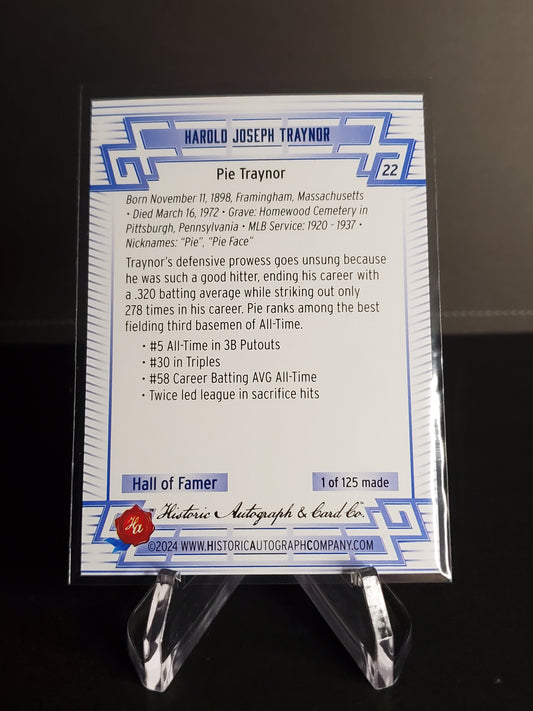 HAROLD JOSEPH TRAYNOR
22
Pie Traynor
Born November 11, 1898, Framingham, Massachusetts
• Died March 16, 1972 • Grave: Homewood Cemetery in
Pittsburgh, Pennsylvania • MLB Service: 1920 - 1937 •
Nicknames: "Pie", "Pie Face"
Traynor's defensive prowess goes unsung because
he was such a good hitter, ending his career with
a .320 batting average while striking out only
278 times in his career. Pie ranks among the best
fielding third basemen of All-Time.
• #5 All-Time in 3B Putouts
• #30 in Triples
• #58 Career Batting AVG All-Time
• Twice led league in sacrifice hits
Hall of Famer
1 of 125 made
Historic Autograph & Card Co.™
Ha
©2024 WWW.HISTORICAUTOGRAPHCOMPANY.COM